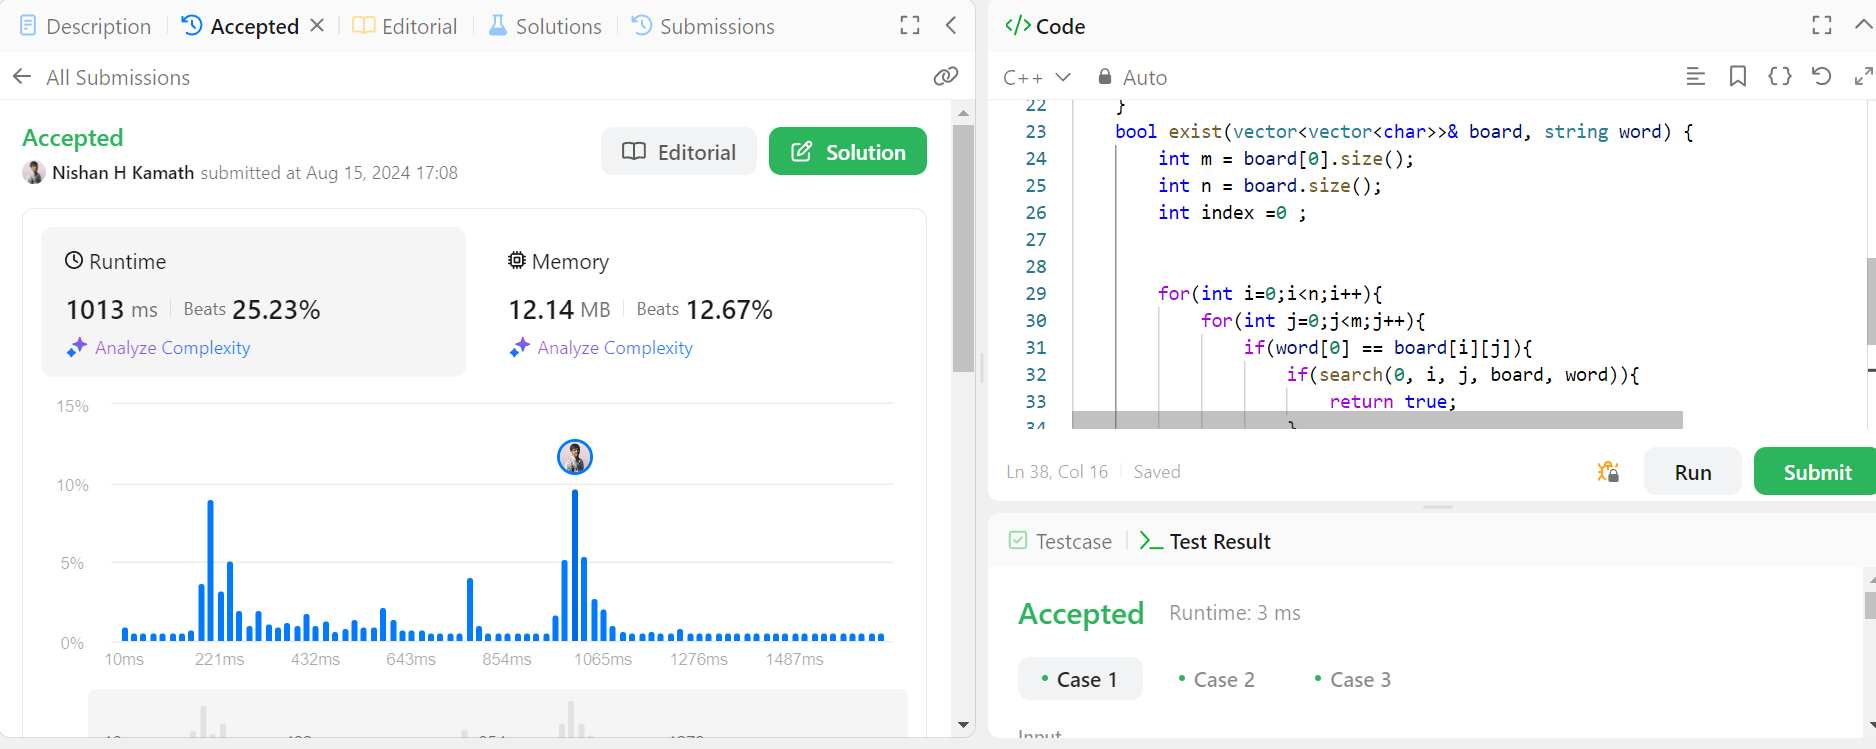 Description
Accepted
Editorial
Solutions
Submissions
All Submissions
Accepted
Nishan H Kamath submitted at Aug 15, 2024 17:08
Editorial
Solution
Runtime
1013 ms
Beats 25.23%
Analyze Complexity
Memory
12.14 MB
Beats 12.67%
Analyze Complexity
15%
10%
5%
0%
10ms 221ms 432ms 643ms 854ms 1065ms 1276ms 1487ms
</> Code
C++
Auto
22 }
23 bool exist(vector<vector<char>>& board, string word) {
24 int m = board[0].size();
25 int n = board.size();
26 int index =0 ;
27
28
29 for(int i=0;i<n;i++){
30 for(int j=0;j<m;j++){
31 if(word[0] == board[i][j]){
32 if(search(0, i, j, board, word)){
33 return true;
34 }
Ln 38, Col 16
Saved
Run
Submit
Testcase
Test Result
Accepted
Runtime: 3 ms
Case 1
Case 2
Case 3
Input